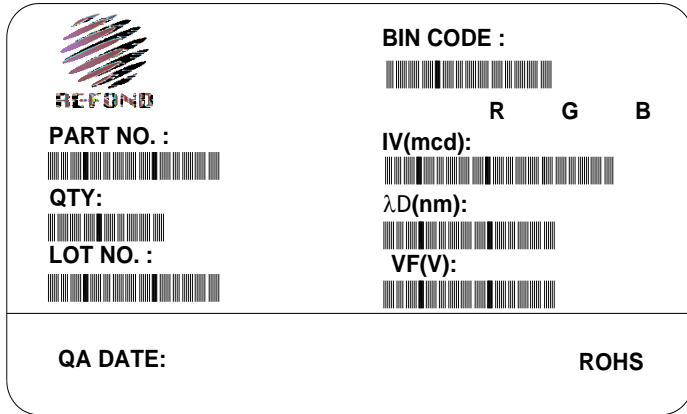 REFOND
BIN CODE :
R G B
PART NO. :
IV(mcd):
QTY:
λD(nm):
LOT NO. :
VF(V):
QA DATE:
ROHS